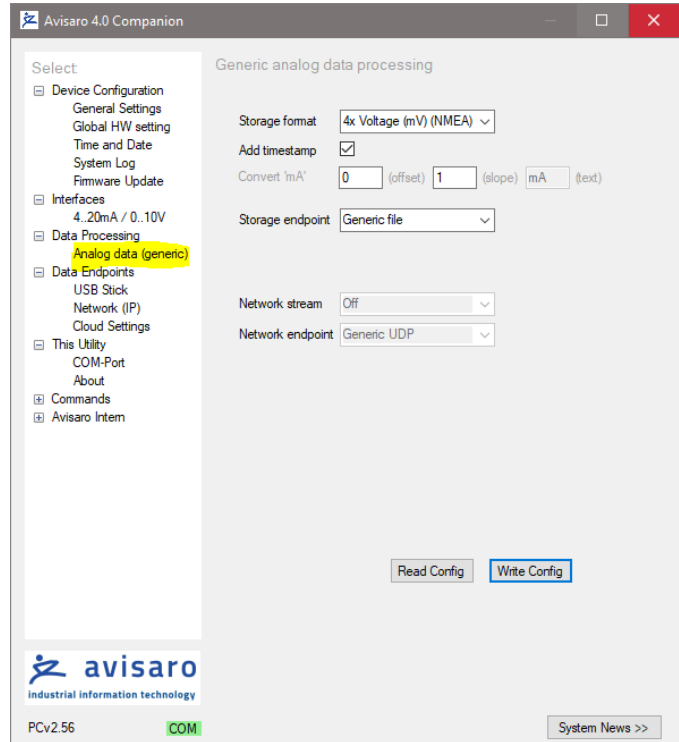 Avisaro 4.0 Companion
Select
Device Configuration
General Settings
Global HW setting
Time and Date
System Log
Firmware Update
Interfaces
4..20mA / 0..10V
Data Processing
Analog data (generic)
Data Endpoints
USB Stick
Network (IP)
Cloud Settings
This Utility
COM-Port
About
Commands
Avisaro Intern
avisaro
industrial information technology
PCv2.56 COM
Generic analog data processing
Storage format 4x Voltage (mV) (NMEA)
Add timestamp
Convert 'mA' 0 (offset) 1 (slope) mA (text)
Storage endpoint Generic file
Network stream Off
Network endpoint Generic UDP
Read Config Write Config
System News >>